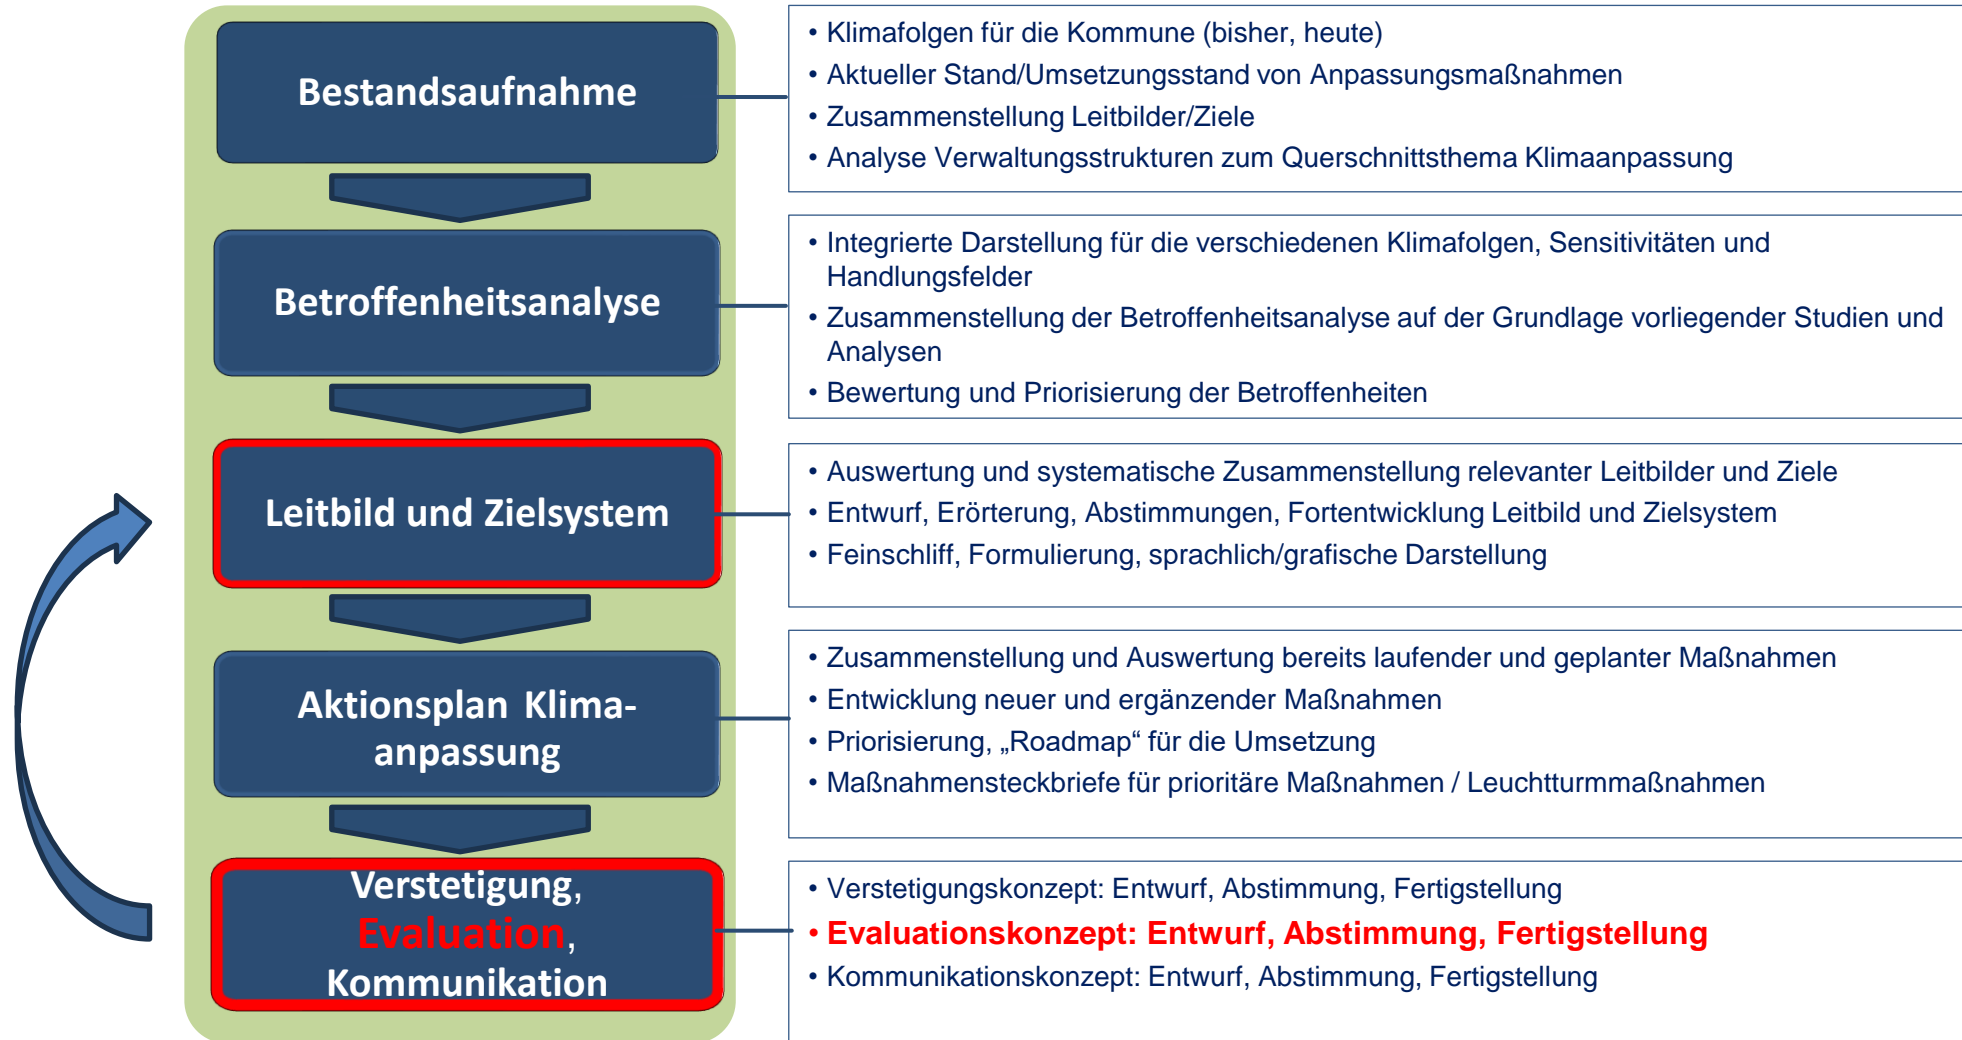 Bestandsaufnahme
• Klimafolgen für die Kommune (bisher, heute)
• Aktueller Stand/Umsetzungsstand von Anpassungsmaßnahmen
• Zusammenstellung Leitbilder/Ziele
• Analyse Verwaltungsstrukturen zum Querschnittsthema Klimaanpassung
Betroffenheitsanalyse
• Integrierte Darstellung für die verschiedenen Klimafolgen, Sensitivitäten und
Handlungsfelder
• Zusammenstellung der Betroffenheitsanalyse auf der Grundlage vorliegender Studien und
Analysen
• Bewertung und Priorisierung der Betroffenheiten
Leitbild und Zielsystem
• Auswertung und systematische Zusammenstellung relevanter Leitbilder und Ziele
• Entwurf, Erörterung, Abstimmungen, Fortentwicklung Leitbild und Zielsystem
• Feinschliff, Formulierung, sprachlich/grafische Darstellung
Aktionsplan Klima-
anpassung
• Zusammenstellung und Auswertung bereits laufender und geplanter Maßnahmen
• Entwicklung neuer und ergänzender Maßnahmen
• Priorisierung, „Roadmap“ für die Umsetzung
• Maßnahmensteckbriefe für prioritäre Maßnahmen / Leuchtturmmaßnahmen
Verstetigung,
Evaluation,
Kommunikation
• Verstetigungskonzept: Entwurf, Abstimmung, Fertigstellung
• Evaluationskonzept: Entwurf, Abstimmung, Fertigstellung
• Kommunikationskonzept: Entwurf, Abstimmung, Fertigstellung